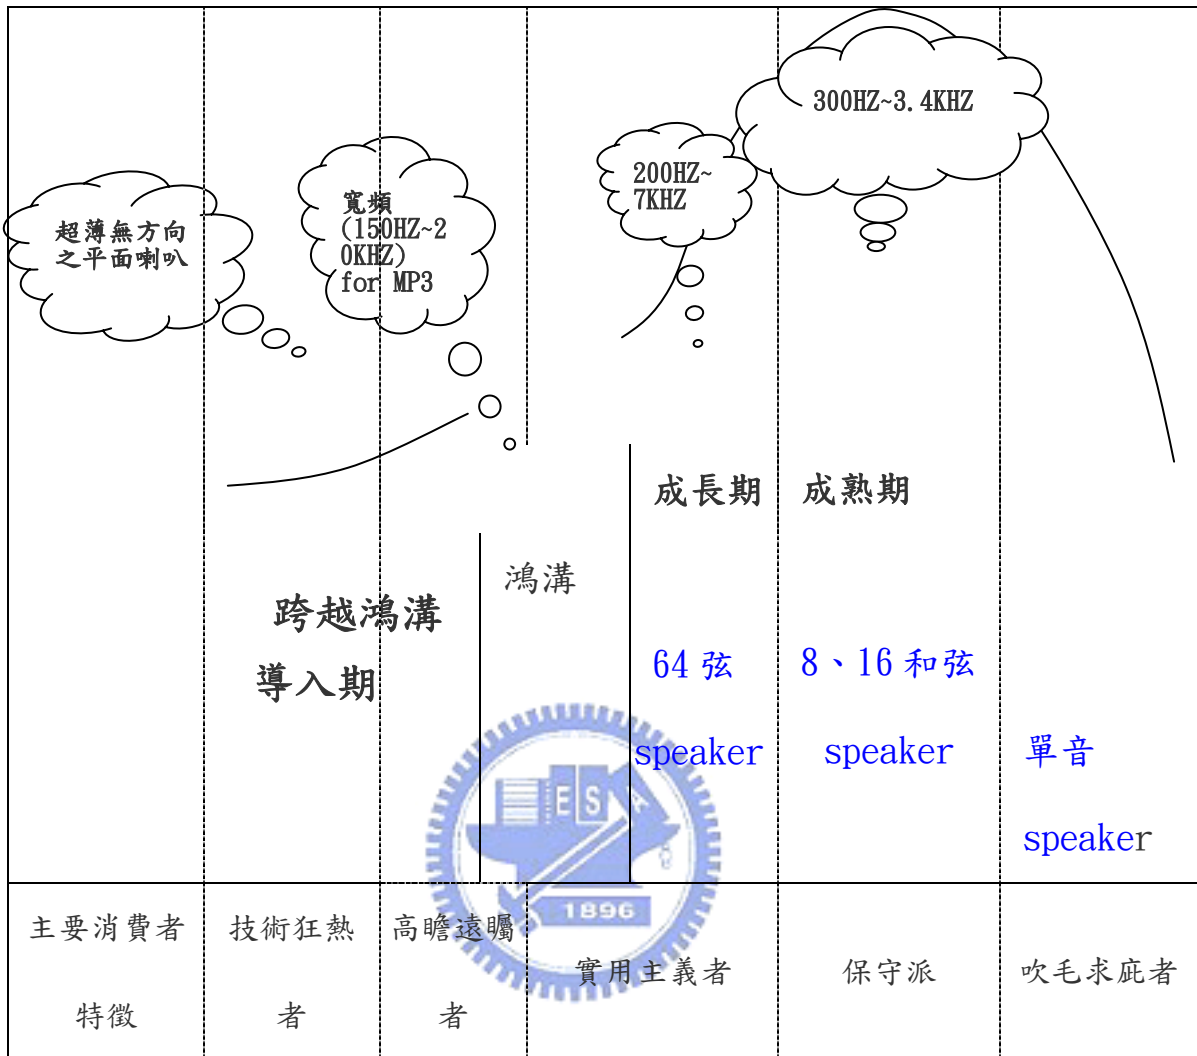 300HZ~3.4KHZ
200HZ~
7KHZ
寬頻
(150HZ~2
0KHZ)
for MP3
超薄無方向
之平面喇叭
成長期
成熟期
鴻溝
跨越鴻溝
導入期
64 弦
speaker
8、16 和弦
speaker
單音
speaker
E S A
1896
主要消費者
特徵
技術狂熱
者
高瞻遠矚
者
實用主義者
保守派
吹毛求庇者